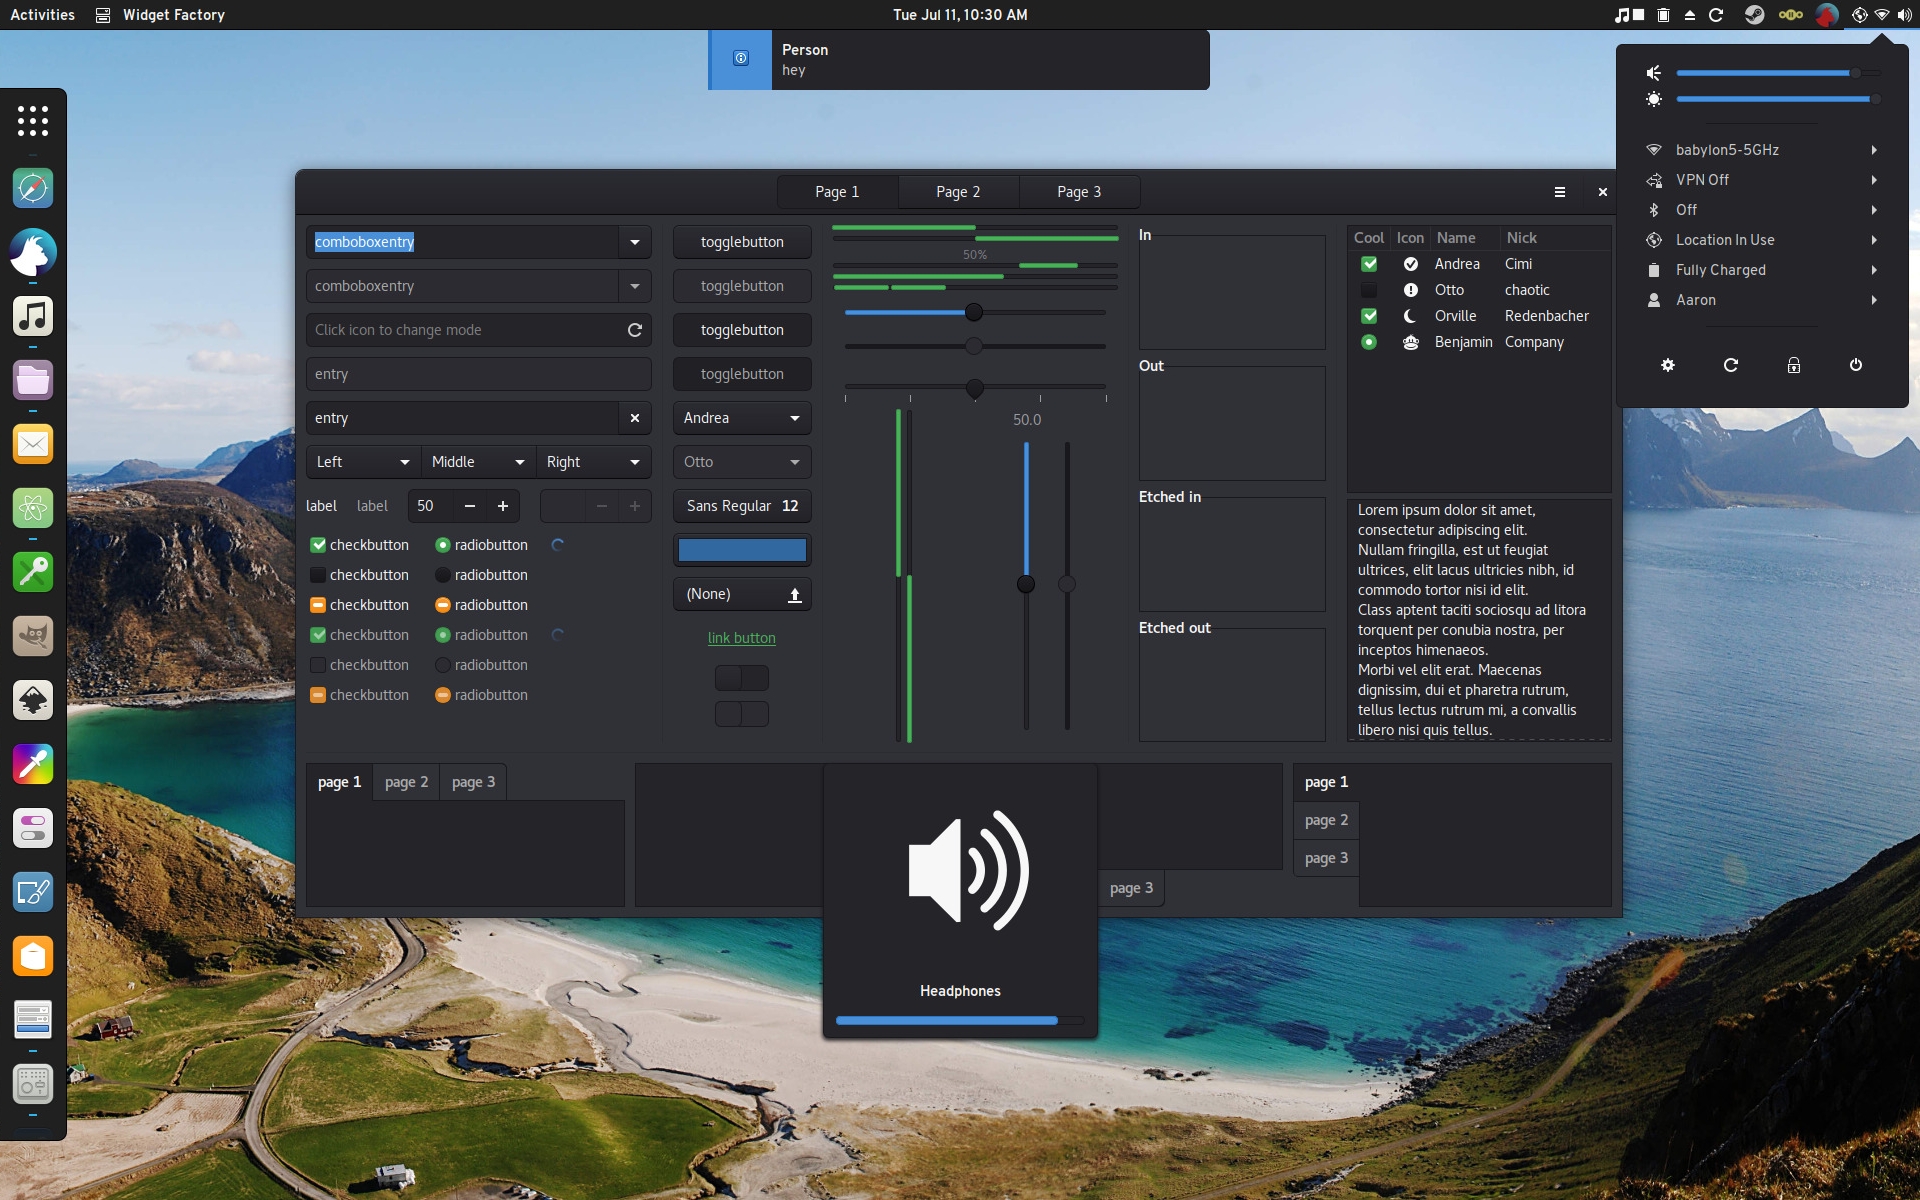 Activities
Widget Factory
Tue Jul 11, 10:30 AM
Person
hey
babylon5-5GHz
VPN Off
Off
Location In Use
Fully Charged
Aaron
Page 1
Page 2
Page 3
comboboxentry
comboboxentry
Click icon to change mode
entry
entry
Left
Middle
Right
label
label
50
checkbutton
radiobutton
checkbutton
radiobutton
checkbutton
radiobutton
checkbutton
radiobutton
checkbutton
radiobutton
checkbutton
radiobutton
togglebutton
togglebutton
togglebutton
togglebutton
Andrea
Otto
Sans Regular 12
(None)
link button
50%
50.0
In
Out
Etched in
Etched out
Cool Icon Name Nick
Andrea Cimi
Otto chaotic
Orville Redenbacher
Benjamin Company
Lorem ipsum dolor sit amet,
consectetur adipiscing elit.
Nullam fringilla, est ut feugiat
ultrices, elit lacus ultricies nibh, id
commodo tortor nisi id elit.
Class aptent taciti sociosqu ad litora
torquent per conubia nostra, per
inceptos himenaeos.
Morbi vel elit erat. Maecenas
dignissim, dui et pharetra rutrum,
tellus lectus rutrum mi, a convallis
libero nisi quis tellus.
page 1
page 2
page 3
page 3
page 1
page 2
page 3
Headphones